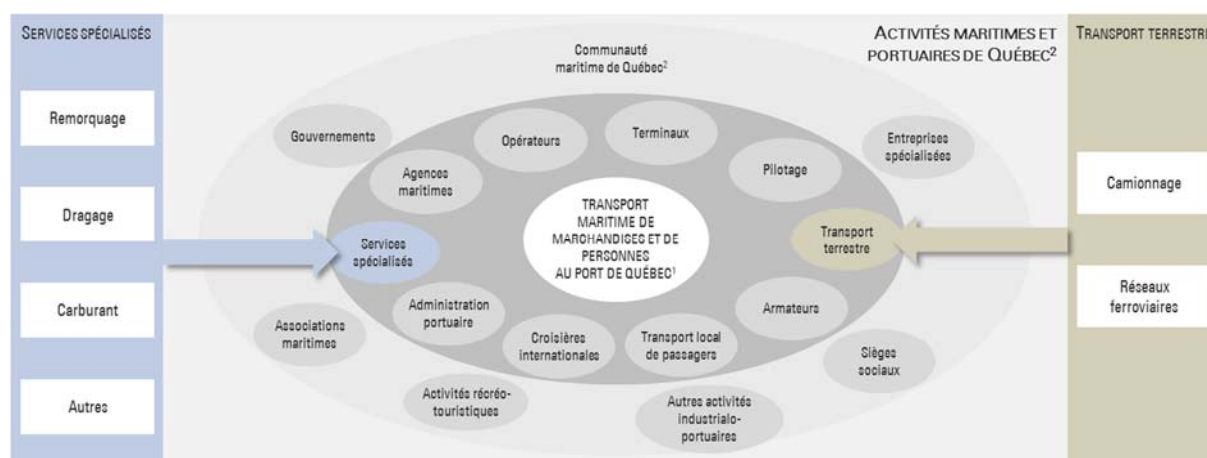 SERVICES SPÉCIALISÉS
Remorquage
Dragage
Carburant
Autres
Communauté
maritime de Québec²
ACTIVITÉS MARITIMES ET
PORTUAIRES DE QUÉBEC²
Gouvernements
Opérateurs
Terminaux
Entreprises
spécialisées
Agences
maritimes
Pilotage
TRANSPORT
MARITIME DE
MARCHANDISES ET DE
PERSONNES
AU PORT DE QUÉBEC¹
Services
spécialisés
Transport
terrestre
Administration
portuaire
Armateurs
Associations
maritimes
Croisières
internationales
Transport local
de passagers
Sièges
sociaux
Activités récréo-
touristiques
Autres activités
industrialo-
portuaires
TRANSPORT TERRESTRE
Camionnage
Réseaux
ferroviaires